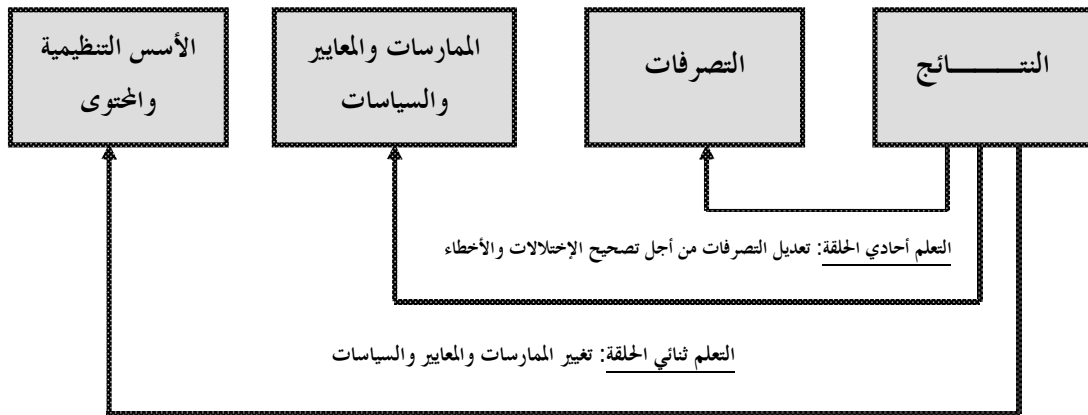 النتـــــــائج
التصرفات
الممارسات والمعايير
والسياسات
الأسس التنظيمية
والمحتوى
التعلم أحادي الحلقة: تعديل التصرفات من أجل تصحيح الإختلالات والأخطاء
التعلم ثنائي الحلقة: تغيير الممارسات والمعايير والسياسات